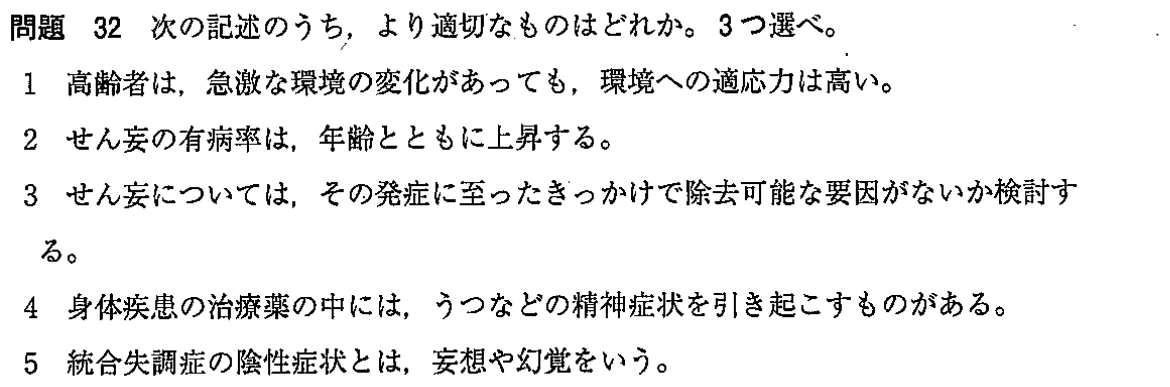 問題 32 次の記述のうち，より適切なものはどれか。3つ選べ。
1 高齢者は，急激な環境の変化があっても，環境への適応力は高い。
2 せん妄の有病率は，年齢とともに上昇する。
3 せん妄については，その発症に至ったきっかけで除去可能な要因がないか検討す
る。
4 身体疾患の治療薬の中には，うつなどの精神症状を引き起こすものがある。
5 統合失調症の陰性症状とは，妄想や幻覚をいう。